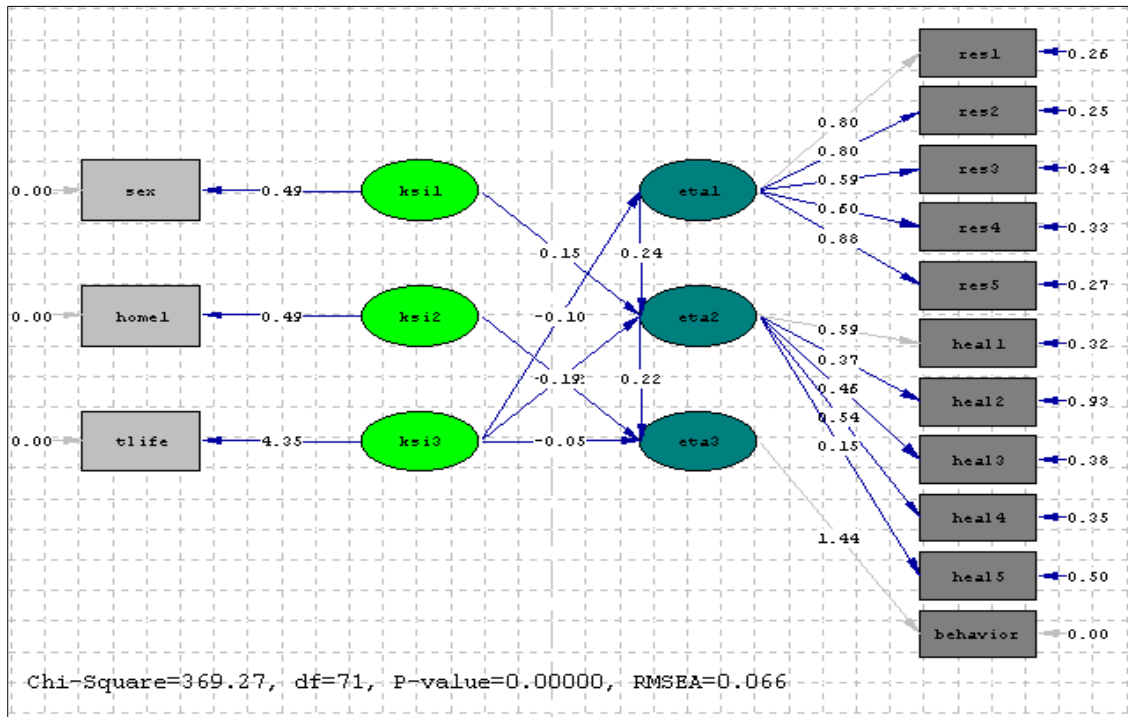 res1
0.26
res2
0.25
0.80
0.80
res3
0.34
0.59
0.00
sex
0.49
ksi1
eta1
0.60
res4
0.33
0.88
0.15
0.24
res5
0.27
0.00
home1
0.49
ksi2
-0.10
eta2
0.59
heal1
0.32
0.37
-0.19
0.22
0.46
heal2
0.93
0.54
0.00
tlife
4.35
ksi3
-0.05
eta3
0.15
heal3
0.38
heal4
0.35
1.44
heal5
0.50
behavior
0.00
Chi-Square=369.27, df=71, P-value=0.00000, RMSEA=0.066